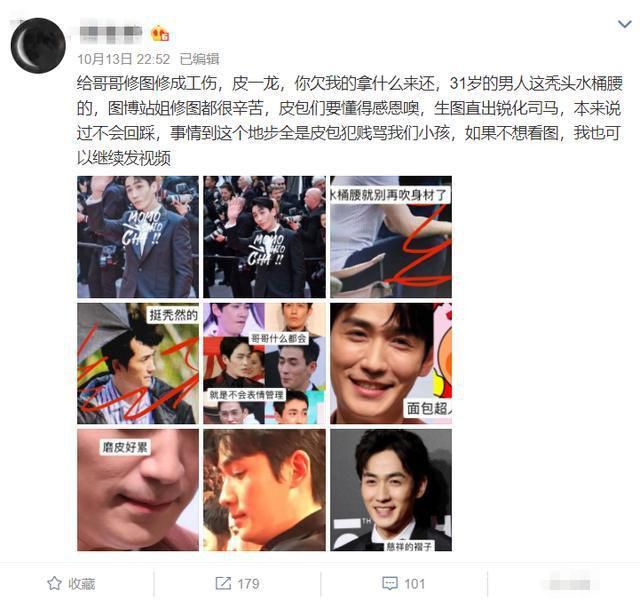 10月13日 22:52 已编辑
给哥哥修图修成工伤，皮一龙，你欠我的拿什么来还，31岁的男人这秃头水桶腰
的，图博站姐修图都很辛苦，皮包们要懂得感恩噢，生图直出锐化司马，本来说
过不会回踩，事情到这个地步全是皮包犯贱骂我们小孩，如果不想看图，我也可
以继续发视频
MOMO
CHA !!
MOMO
CHA !!
水桶腰就别再吹身材了
挺秃然的
哥哥什么都会
就是不会表情管理
面包超人
磨皮好累
慈祥的褶子
收藏
179
101